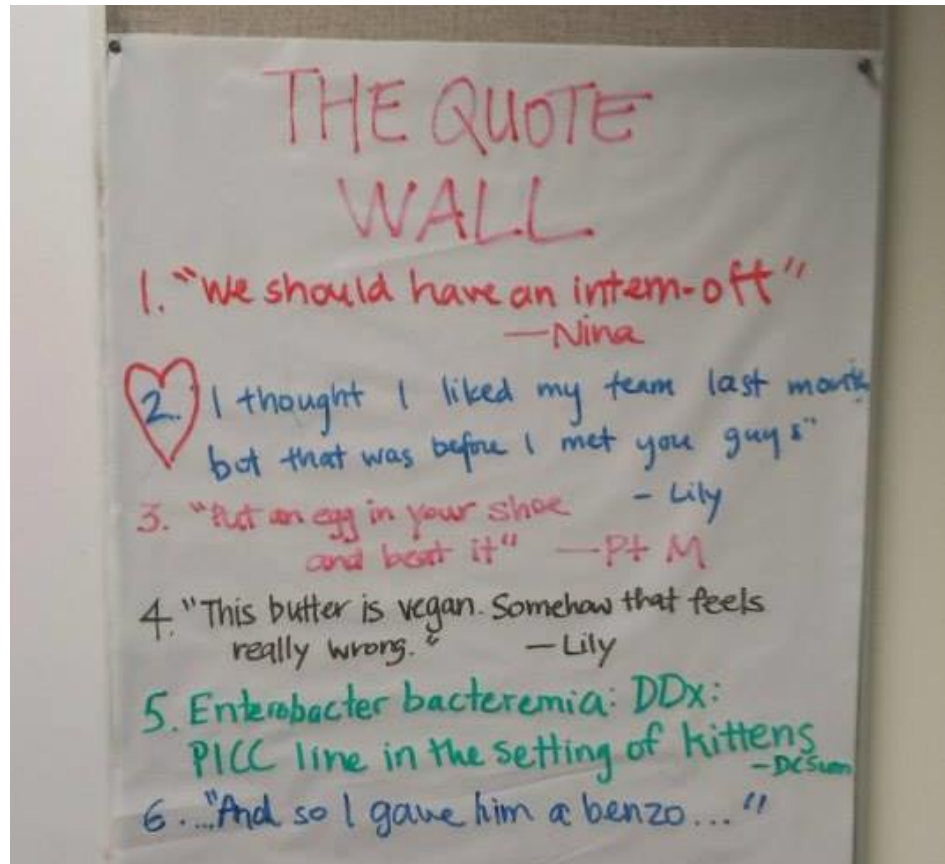 THE QUOTE
WALL
1. "We should have an intern-off"
—Nina
2. I thought I liked my team last month,
but that was before I met you guys"
- Lily
3. "Put an egg in your shoe
and beat it" —Pt M
4. "This butter is vegan. Somehow that feels
really wrong." —Lily
5. Enterobacter bacteremia: DDx:
PICC line in the setting of kittens
6. ..."And so I gave him a benzo..."